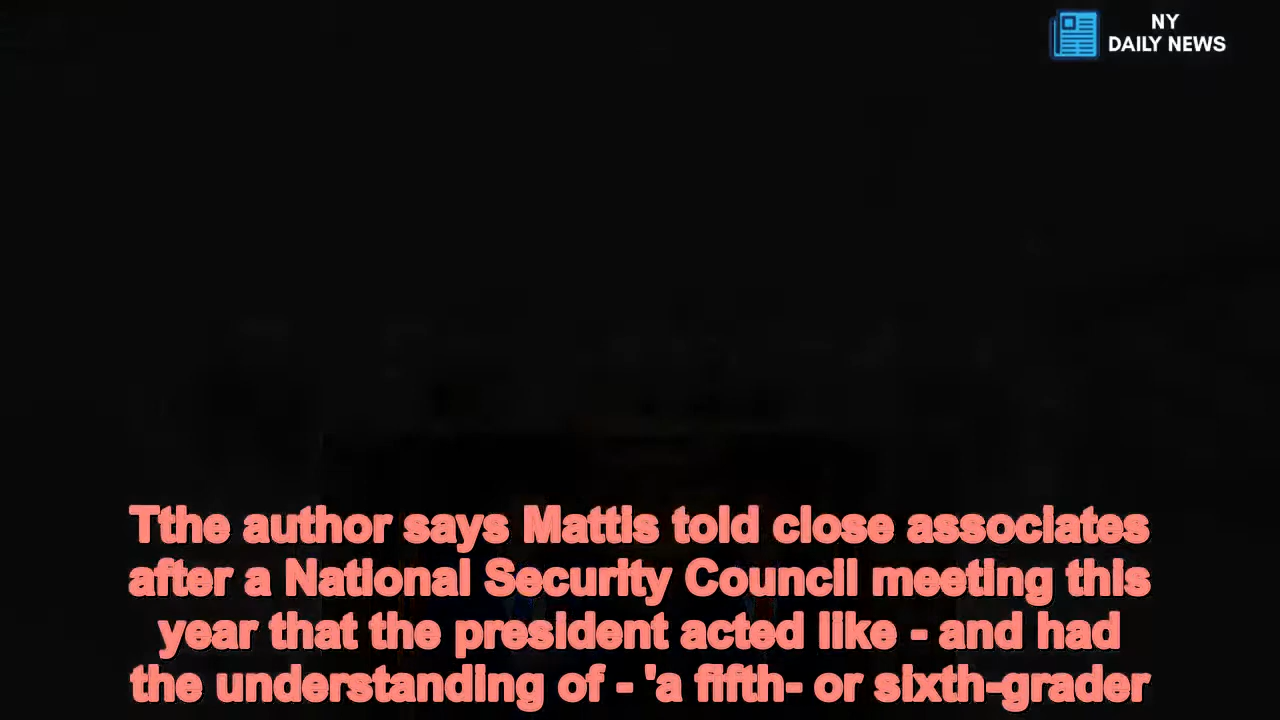 NY
DAILY NEWS
Tthe author says Mattis told close associates
after a National Security Council meeting this
year that the president acted like - and had
the understanding of - 'a fifth- or sixth-grader